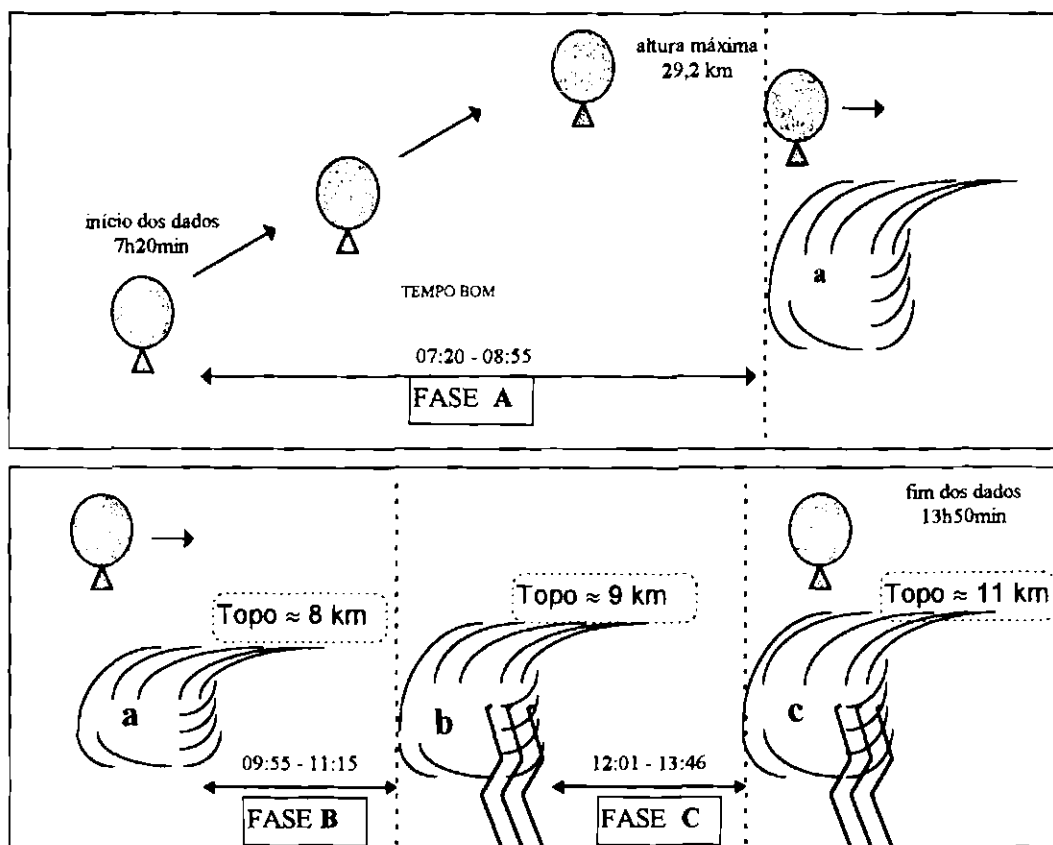 altura máxima
29,2 km
início dos dados
7h20min
a
TEMPO BOM
07:20 - 08:55
FASE A
fim dos dados
13h50min
Topo ≈ 8 km
Topo ≈ 9 km
Topo ≈ 11 km
a
b
c
09:55 - 11:15
12:01 - 13:46
FASE B
FASE C